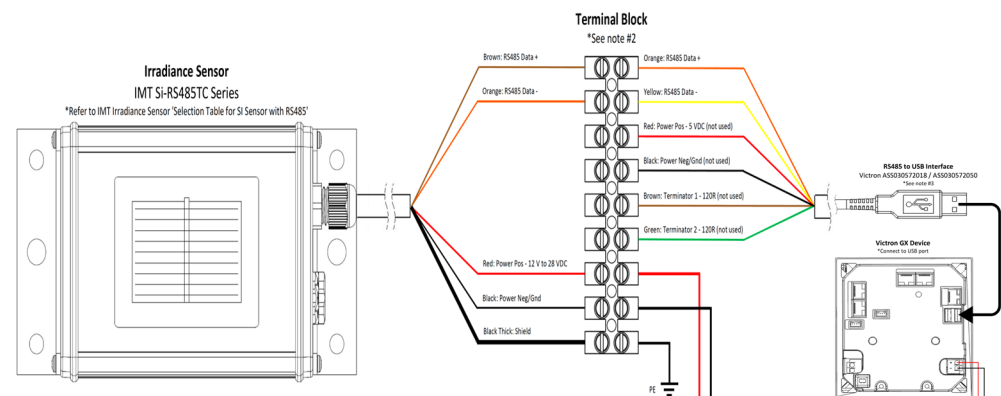 Terminal Block
*See note #2
Irradiance Sensor
IMT Si-RS485TC Series
*Refer to IMT Irradiance Sensor 'Selection Table for SI Sensor with RS485'
Brown: RS485 Data +
Orange: RS485 Data -
Red: Power Pos - 12 V to 28 VDC
Black: Power Neg/Gnd
Black Thick: Shield
Orange: RS485 Data +
Yellow: RS485 Data -
Red: Power Pos - 5 VDC (not used)
Black: Power Neg/Gnd (not used)
Brown: Terminator 1 - 120R (not used)
Green: Terminator 2 - 120R (not used)
PE
RS485 to USB Interface
Victron ASS030572018 / ASS030572050
*See note #3
Victron GX Device
*Connect to USB port